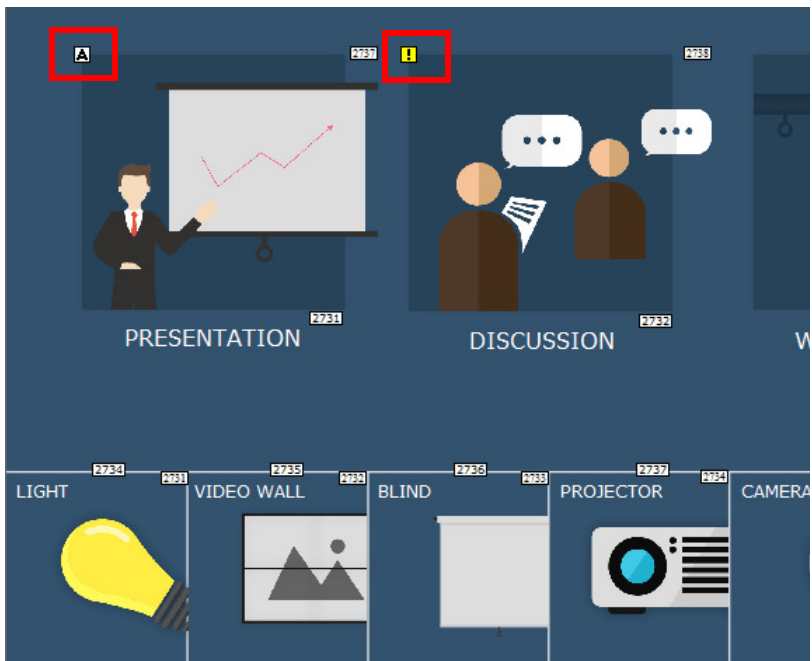 A
2737
!
2738
2731
2732
PRESENTATION
DISCUSSION
W
2734
2731
2735
2732
2736
2733
2737
2734
LIGHT
VIDEO WALL
BLIND
PROJECTOR
CAMERA